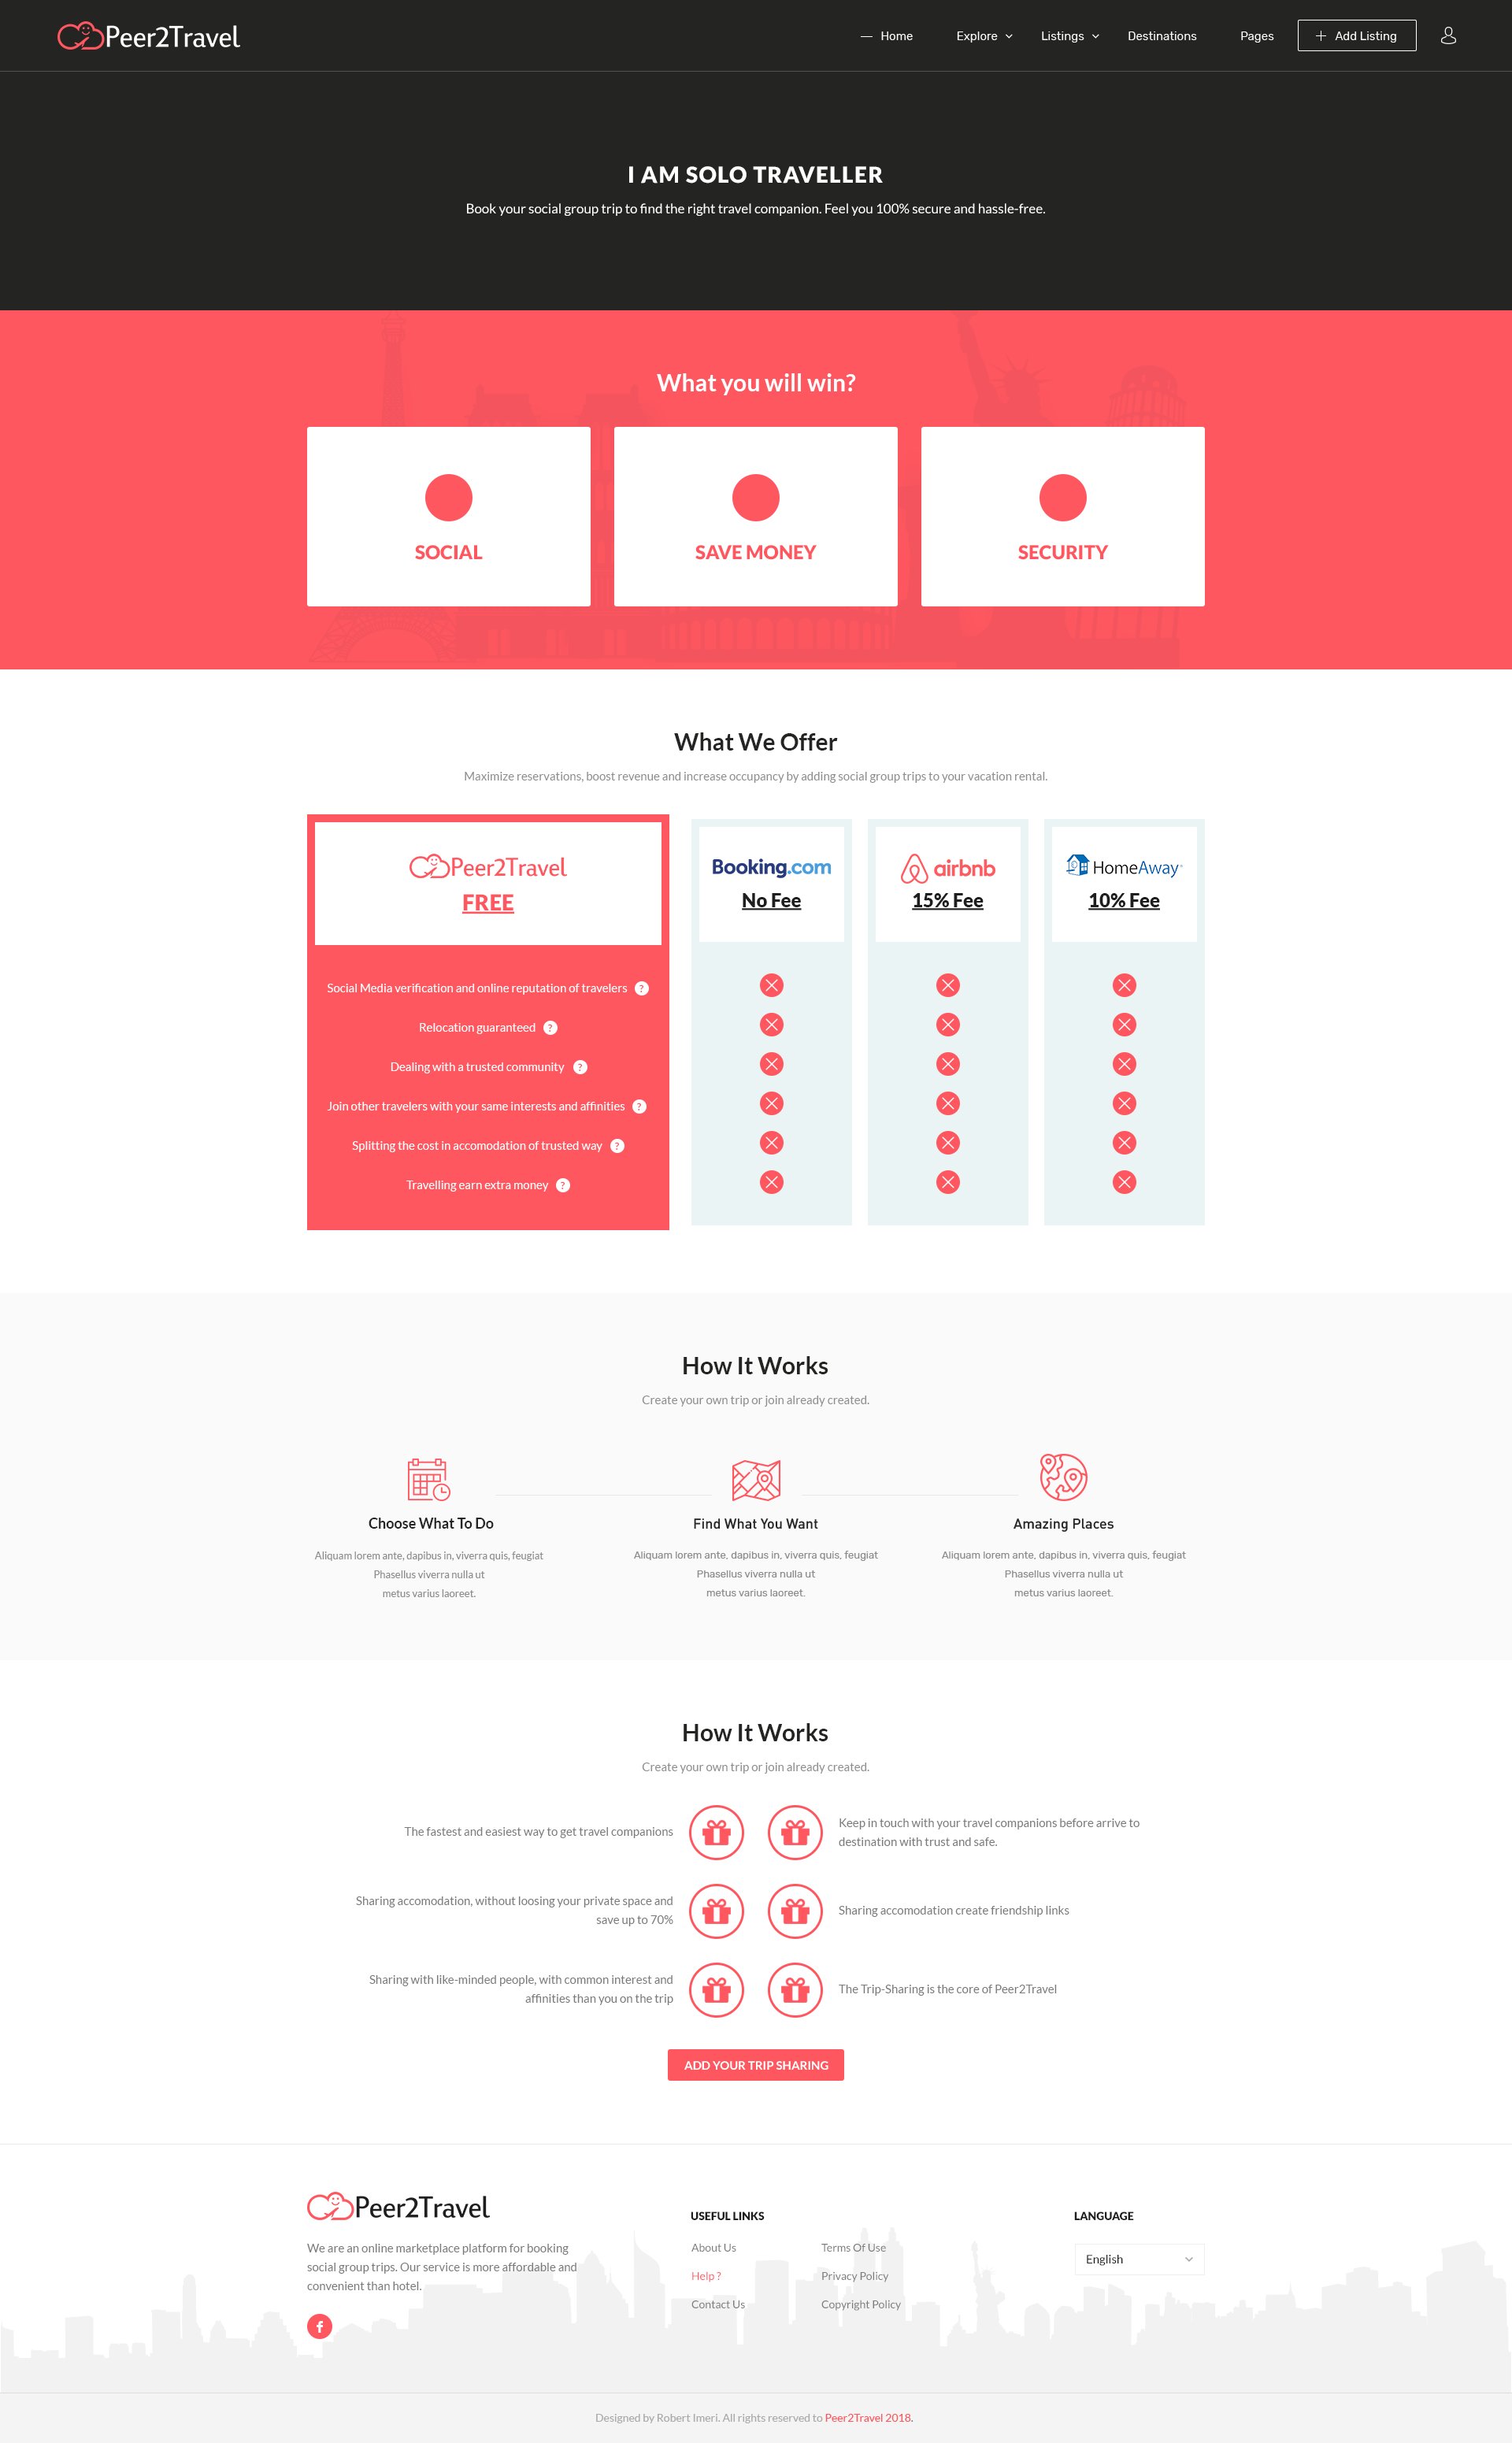 Peer2Travel
Home Explore Listings Destinations Pages Add Listing
I AM SOLO TRAVELLER
Book your social group trip to find the right travel companion. Feel you 100% secure and hassle-free.
What you will win?
SOCIAL
SAVE MONEY
SECURITY
What We Offer
Maximize reservations, boost revenue and increase occupancy by adding social group trips to your vacation rental.
Peer2Travel
FREE
Social Media verification and online reputation of travelers ?
Relocation guaranteed ?
Dealing with a trusted community ?
Join other travelers with your same interests and affinities ?
Splitting the cost in accomodation of trusted way ?
Travelling earn extra money ?
Booking.com
No Fee
airbnb
15% Fee
HomeAway
10% Fee
How It Works
Create your own trip or join already created.
Choose What To Do
Aliquam lorem ante, dapibus in, viverra quis, feugiat
Phasellus viverra nulla ut
metus varius laoreet.
Find What You Want
Aliquam lorem ante, dapibus in, viverra quis, feugiat
Phasellus viverra nulla ut
metus varius laoreet.
Amazing Places
Aliquam lorem ante, dapibus in, viverra quis, feugiat
Phasellus viverra nulla ut
metus varius laoreet.
How It Works
Create your own trip or join already created.
The fastest and easiest way to get travel companions
Keep in touch with your travel companions before arrive to
destination with trust and safe.
Sharing accomodation, without loosing your private space and
save up to 70%
Sharing accomodation create friendship links
Sharing with like-minded people, with common interest and
affinities than you on the trip
The Trip-Sharing is the core of Peer2Travel
ADD YOUR TRIP SHARING
Peer2Travel
We are an online marketplace platform for booking
social group trips. Our service is more affordable and
convenient than hotel.
f
USEFUL LINKS
About Us
Help ?
Contact Us
Terms Of Use
Privacy Policy
Copyright Policy
LANGUAGE
English
Designed by Robert Imeri. All rights reserved to Peer2Travel 2018.